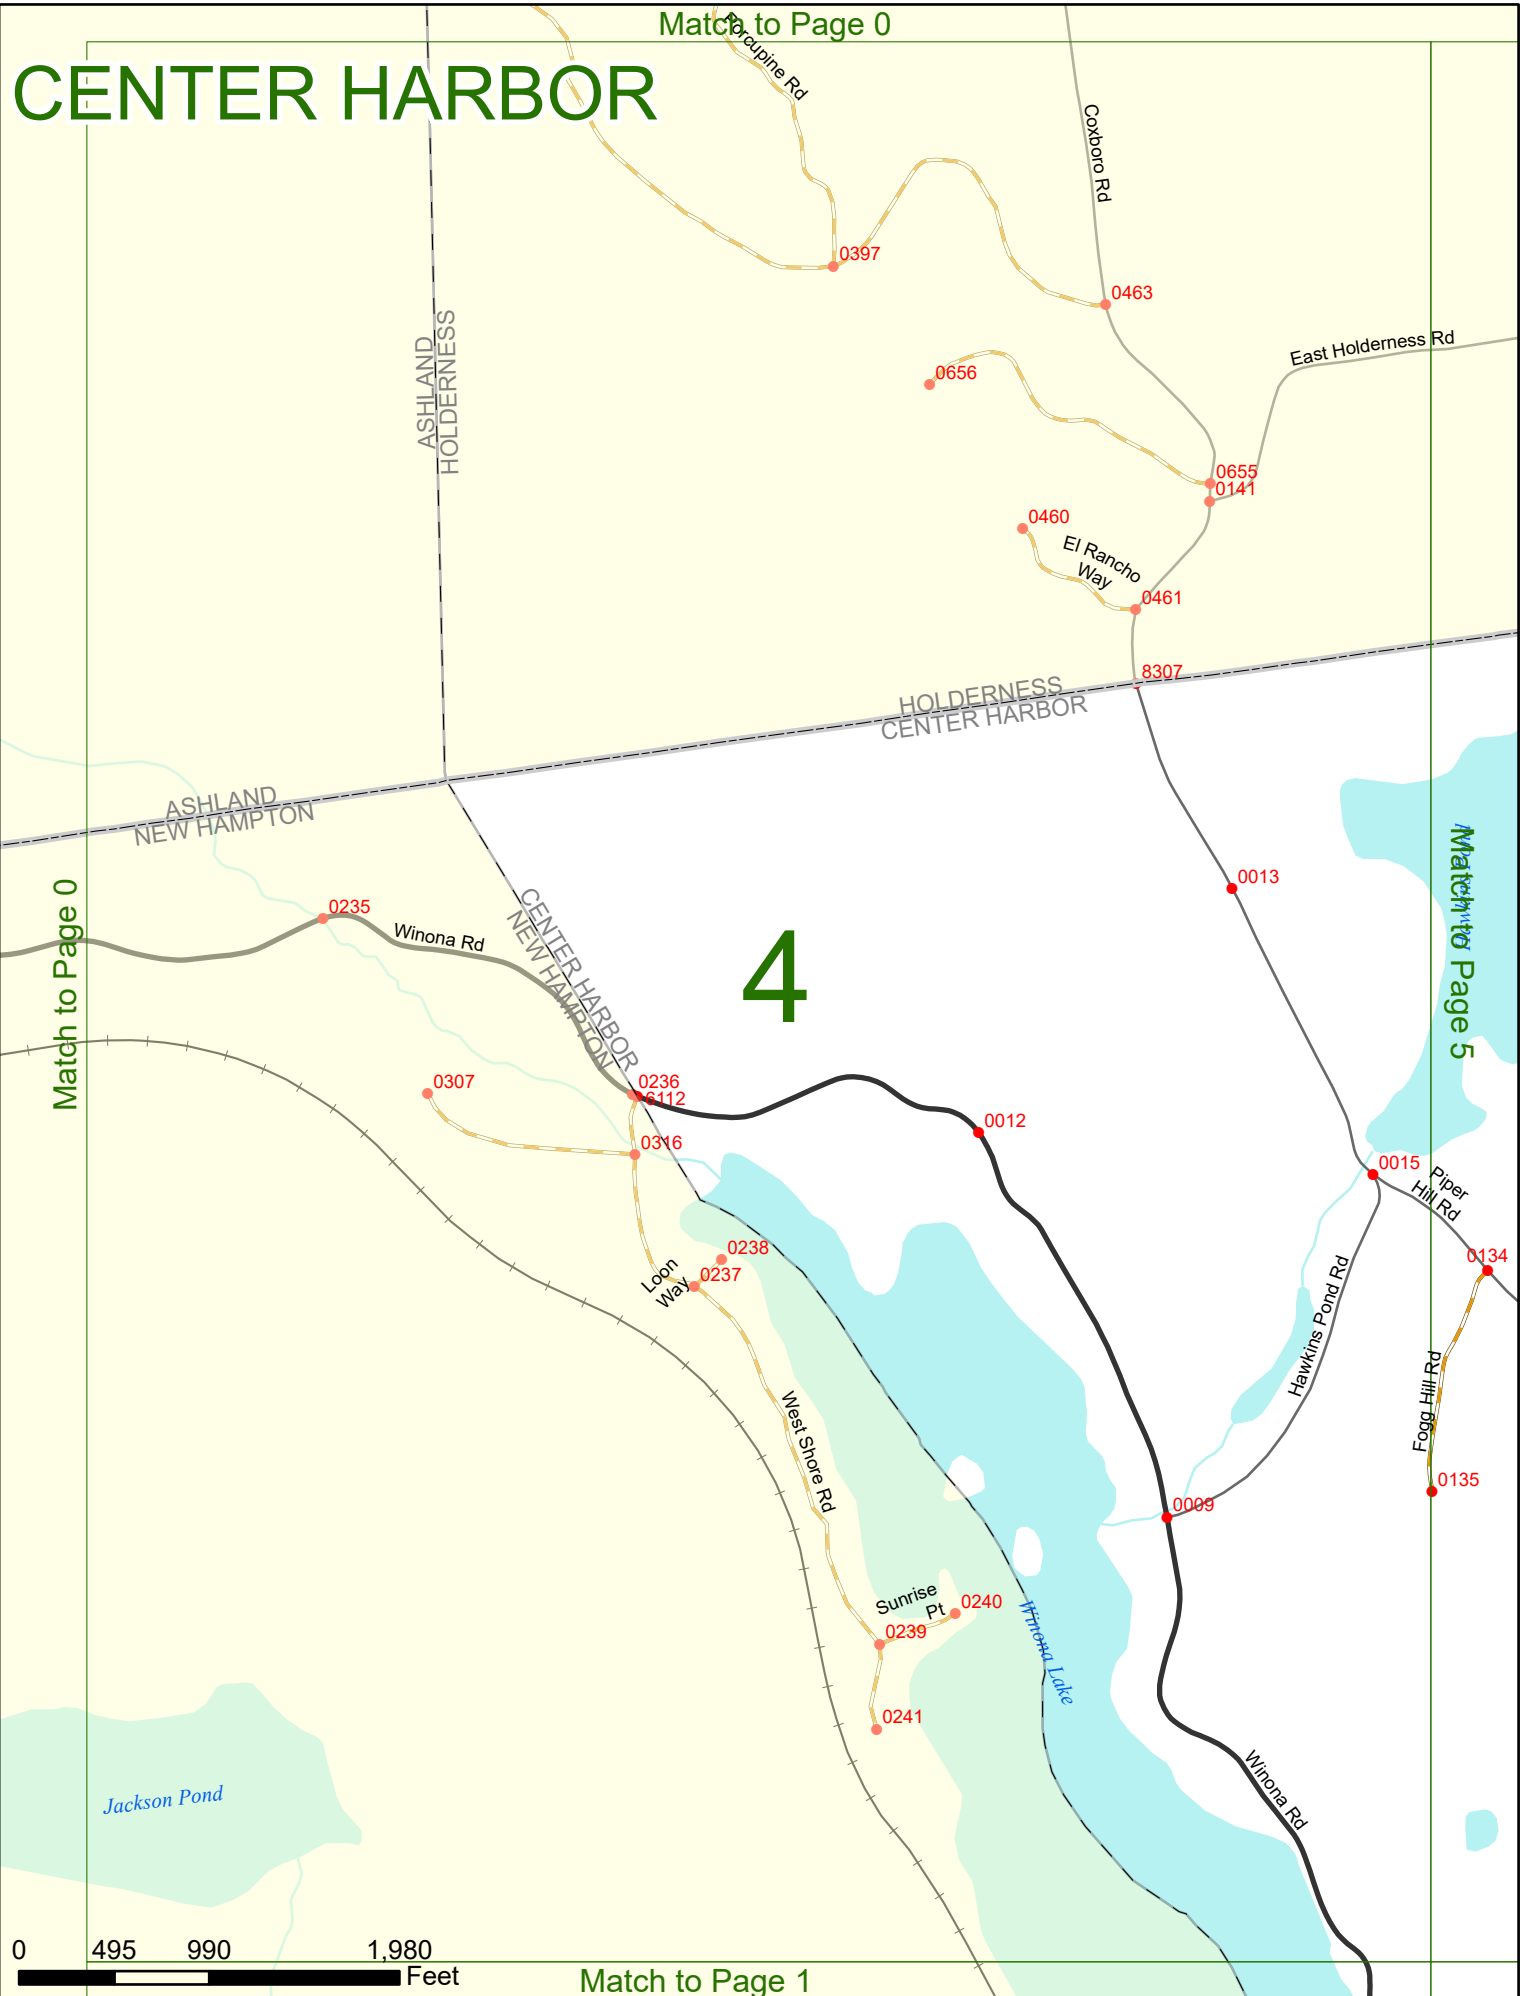 Match to Page 0
CENTER HARBOR
Porcupine Rd
Coxboro Rd
0397
0463
ASHLAND
HOLDERNESS
East Holderness Rd
0656
0655
0141
0460
El Rancho
Way
0461
8307
HOLDERNESS
CENTER HARBOR
ASHLAND
NEW HAMPTON
Match to Page 0
0235
Winona Rd
CENTER HARBOR
NEW HAMPTON
4
0013
Match to Page 5
0307
0236
6112
0316
0012
0015
Piper
Hill Rd
0238
0237
Loon
Way
0134
Hawkins Pond Rd
Fogg Hill Rd
West Shore Rd
0135
0009
Sunrise
Pt
0240
0239
Winona Lake
0241
Jackson Pond
Winona Rd
0 495 990 1,980
Feet
Match to Page 1